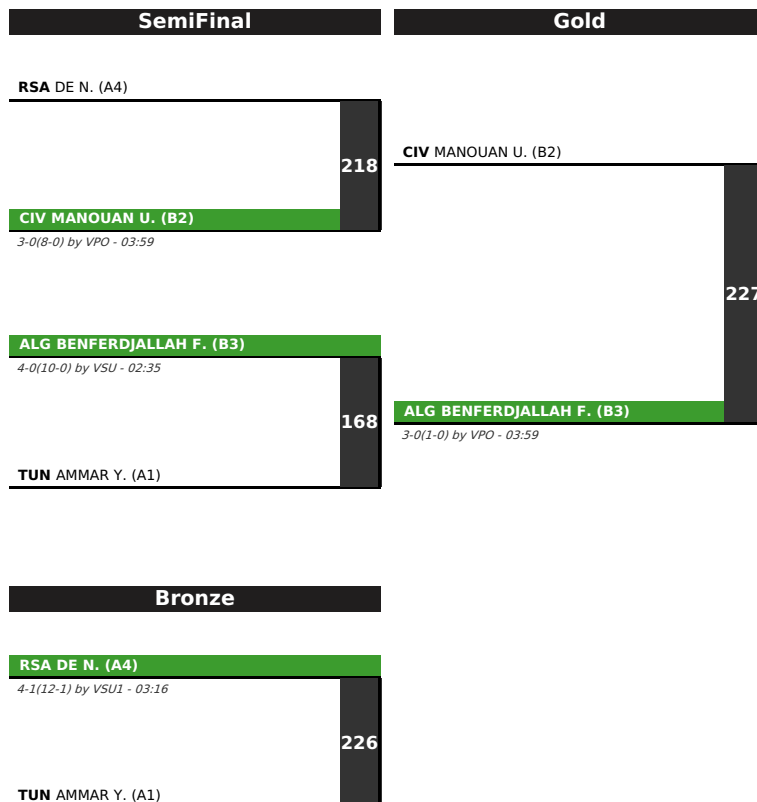 SemiFinal
RSA DE N. (A4)
218
CIV MANOUAN U. (B2)
3-0(8-0) by VPO - 03:59
ALG BENFERDJALLAH F. (B3)
4-0(10-0) by VSU - 02:35
168
TUN AMMAR Y. (A1)
Gold
CIV MANOUAN U. (B2)
227
ALG BENFERDJALLAH F. (B3)
3-0(1-0) by VPO - 03:59
Bronze
RSA DE N. (A4)
4-1(12-1) by VSU1 - 03:16
226
TUN AMMAR Y. (A1)